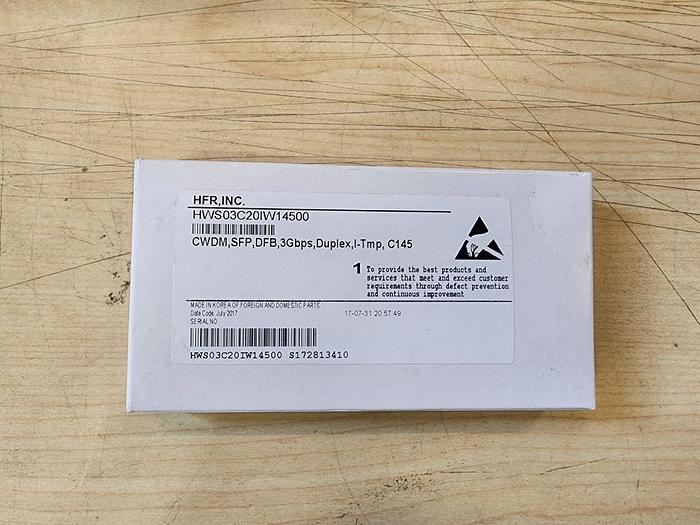 HFR,INC.
HWS03C20IW14500
CWDM,SFP,DFB,3Gbps,Duplex,I-Tmp, C145
1 To provide the best products and
services that meet and exceed customer
requirements through defect prevention
and continuous improvement
MADE IN KOREA OF FOREIGN AND DOMESTIC PARTS
Date Code: July 2017 17-07-31 20:57:49
SERIAL NO
HWS03C20IW14500 S172813410